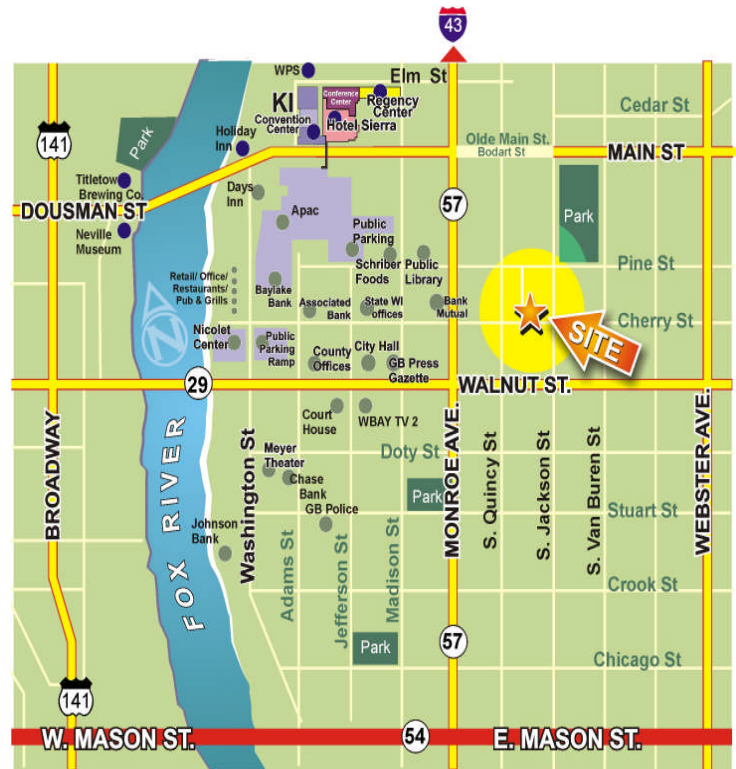 43
WPS
Elm St
Conference
Center
Regency
Center
KI
Convention
Center
Hotel Sierra
Cedar St
141
Park
Holiday
Inn
Olde Main St.
Bodart St
MAIN ST
Titletown
Brewing Co.
Days
Inn
57
DOUSMAN ST
Apac
Park
Neville
Museum
Public
Parking
Schriber
Foods
Public
Library
Pine St
Retail/ Office/
Restaurants/
Pub & Grills
Baylake
Bank
Associated
Bank
State WI
offices
Bank
Mutual
N
Cherry St
SITE
Nicolet
Center
Public
Parking
Ramp
County
Offices
City Hall
GB Press
Gazette
29
WALNUT ST.
BROADWAY
FOX RIVER
Washington St
Court
House
WBAY TV 2
MONROE AVE.
S. Quincy St
S. Jackson St
S. Van Buren St
WEBSTER AVE.
Doty St
Meyer
Theater
Chase
Bank
Park
GB Police
Stuart St
Johnson
Bank
Adams St
Jefferson St
Madison St
Crook St
Park
57
Chicago St
141
W. MASON ST.
54
E. MASON ST.